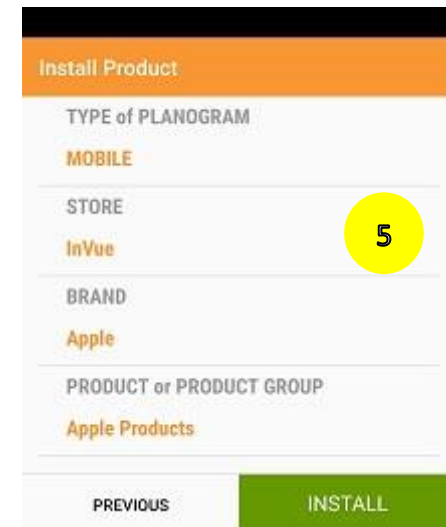 Install Product
TYPE of PLANOGRAM
MOBILE
STORE
InVue
5
BRAND
Apple
PRODUCT or PRODUCT GROUP
Apple Products
PREVIOUS INSTALL